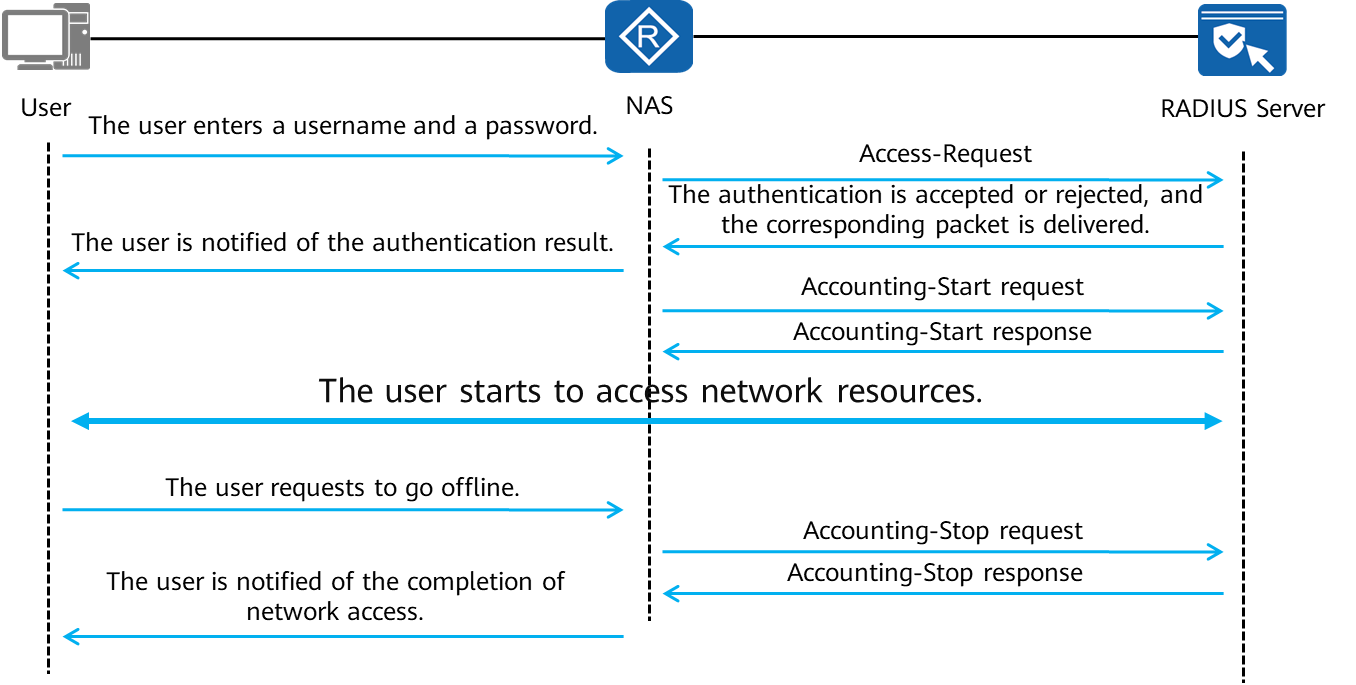 R
User
NAS
RADIUS Server
The user enters a username and a password.
Access-Request
The authentication is accepted or rejected, and
the corresponding packet is delivered.
The user is notified of the authentication result.
Accounting-Start request
Accounting-Start response
The user starts to access network resources.
The user requests to go offline.
Accounting-Stop request
Accounting-Stop response
The user is notified of the completion of
network access.